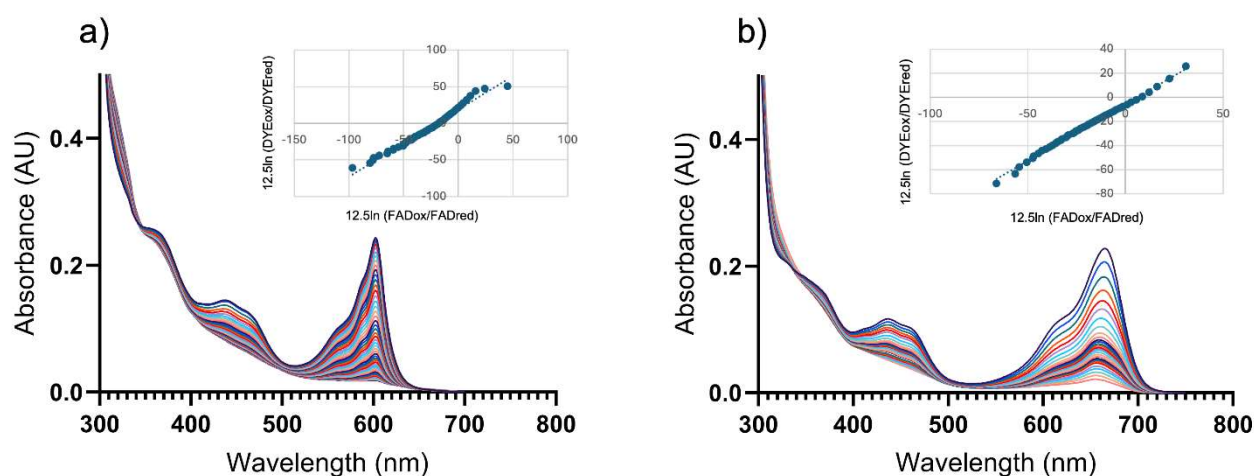 a)
Absorbance (AU)
0.4
0.2
0.0
300 400 500 600 700 800
Wavelength (nm)
12.5ln (DYEox/DYEred)
100
50
-150 -100 -50 0 50 100
-50
-100
12.5ln (FADox/FADred)
b)
Absorbance (AU)
0.4
0.2
0.0
300 400 500 600 700 800
Wavelength (nm)
12.5ln (DYEox/DYEred)
40
20
-100 -50 0 0 50
-20
-40
-60
-80
12.5ln (FADox/FADred)